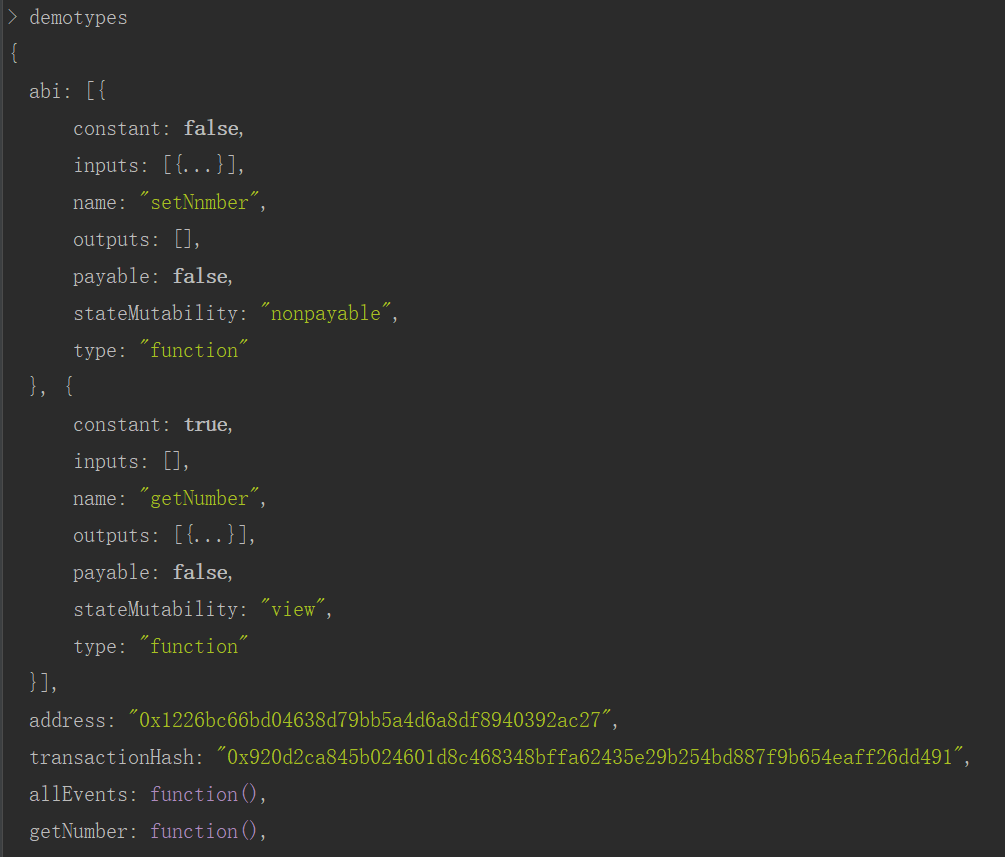 > demotypes
{
abi: [{
constant: false,
inputs: [{...}],
name: "setNnmber",
outputs: [],
payable: false,
stateMutability: "nonpayable",
type: "function"
}, {
constant: true,
inputs: [],
name: "getNumber",
outputs: [{...}],
payable: false,
stateMutability: "view",
type: "function"
}],
address: "0x1226bc66bd04638d79bb5a4d6a8df8940392ac27",
transactionHash: "0x920d2ca845b024601d8c468348bffa62435e29b254bd887f9b654eaff26dd491",
allEvents: function(),
getNumber: function(),